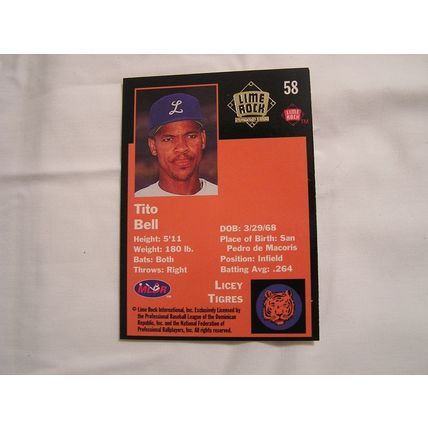 58
LIME
ROCK
LIME
ROCK
TM
L
Tito
Bell
Height: 5'11
Weight: 180 lb.
Bats: Both
Throws: Right
DOB: 3/29/68
Place of Birth: San
Pedro de Macoris
Position: Infield
Batting Avg: .264
LICEY
TIGRES
TM
© Lime Rock International, Inc. Exclusively Licensed by
the Professional Baseball League of the Dominican
Republic, Inc. and the National Federation of
Professional Ballplayers, Inc. All rights reserved.